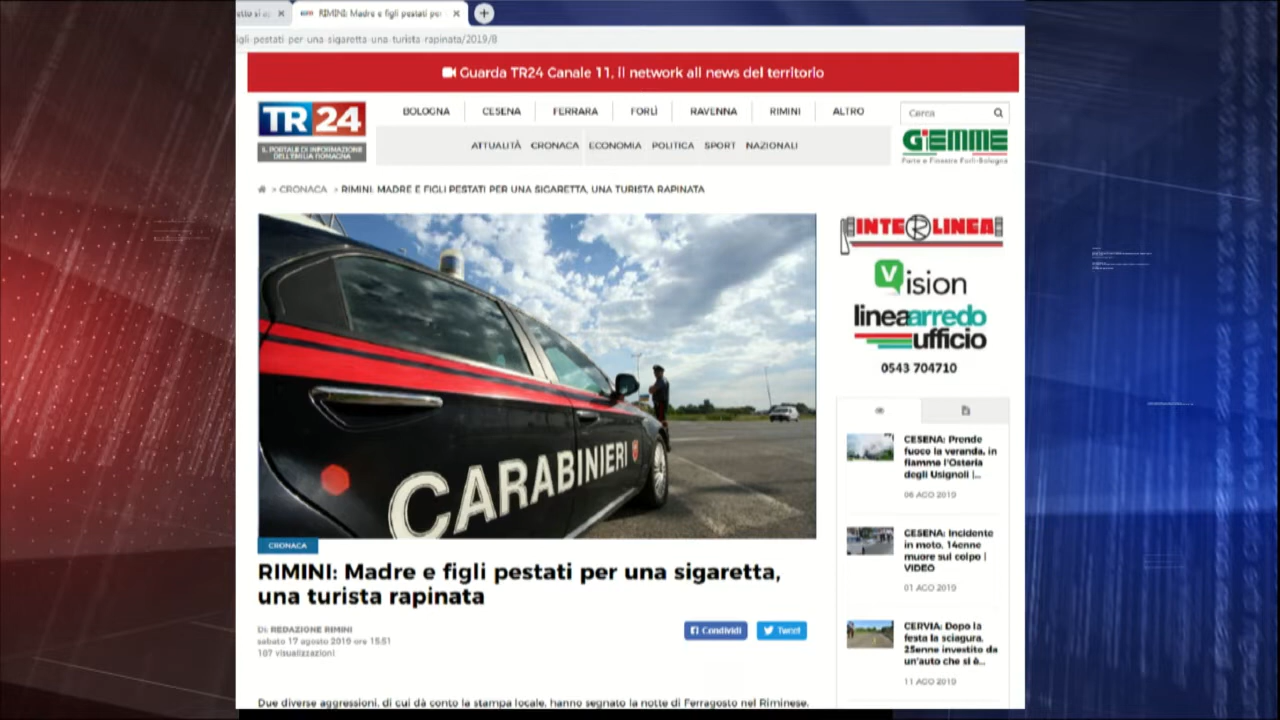 RIMINI: Madre e figli pestati per
igli pestati per una sigaretta una turista rapinata/2019/8
Guarda TR24 Canale 11, il network all news del territorio
TR24
IL PORTALE DI INFORMAZIONE
DELL'EMILIA ROMAGNA
BOLOGNA CESENA FERRARA FORLÌ RAVENNA RIMINI ALTRO
Cerca
ATTUALITÀ CRONACA ECONOMIA POLITICA SPORT NAZIONALI
GIEMME
Porte e Finestre Forlì-Bologna
> CRONACA > RIMINI: MADRE E FIGLI PESTATI PER UNA SIGARETTA, UNA TURISTA RAPINATA
CARABINIERI
CRONACA
RIMINI: Madre e figli pestati per una sigaretta,
una turista rapinata
Di: REDAZIONE RIMINI
sabato 17 agosto 2019 ore 15:51
107 visualizzazioni
Condividi
Tweet
Due diverse aggressioni, di cui dà conto la stampa locale, hanno segnato la notte di Ferragosto nel Riminese.
INTERLINEA
Vision
lineaarredo
ufficio
0543 704710
CESENA: Prende
fuoco la veranda, in
fiamme l'Osteria
degli Usignoli |...
06 AGO 2019
CESENA: Incidente
in moto, 14enne
muore sul colpo |
VIDEO
01 AGO 2019
CERVIA: Dopo la
festa la sciagura,
25enne investito da
un'auto che si è...
11 AGO 2019